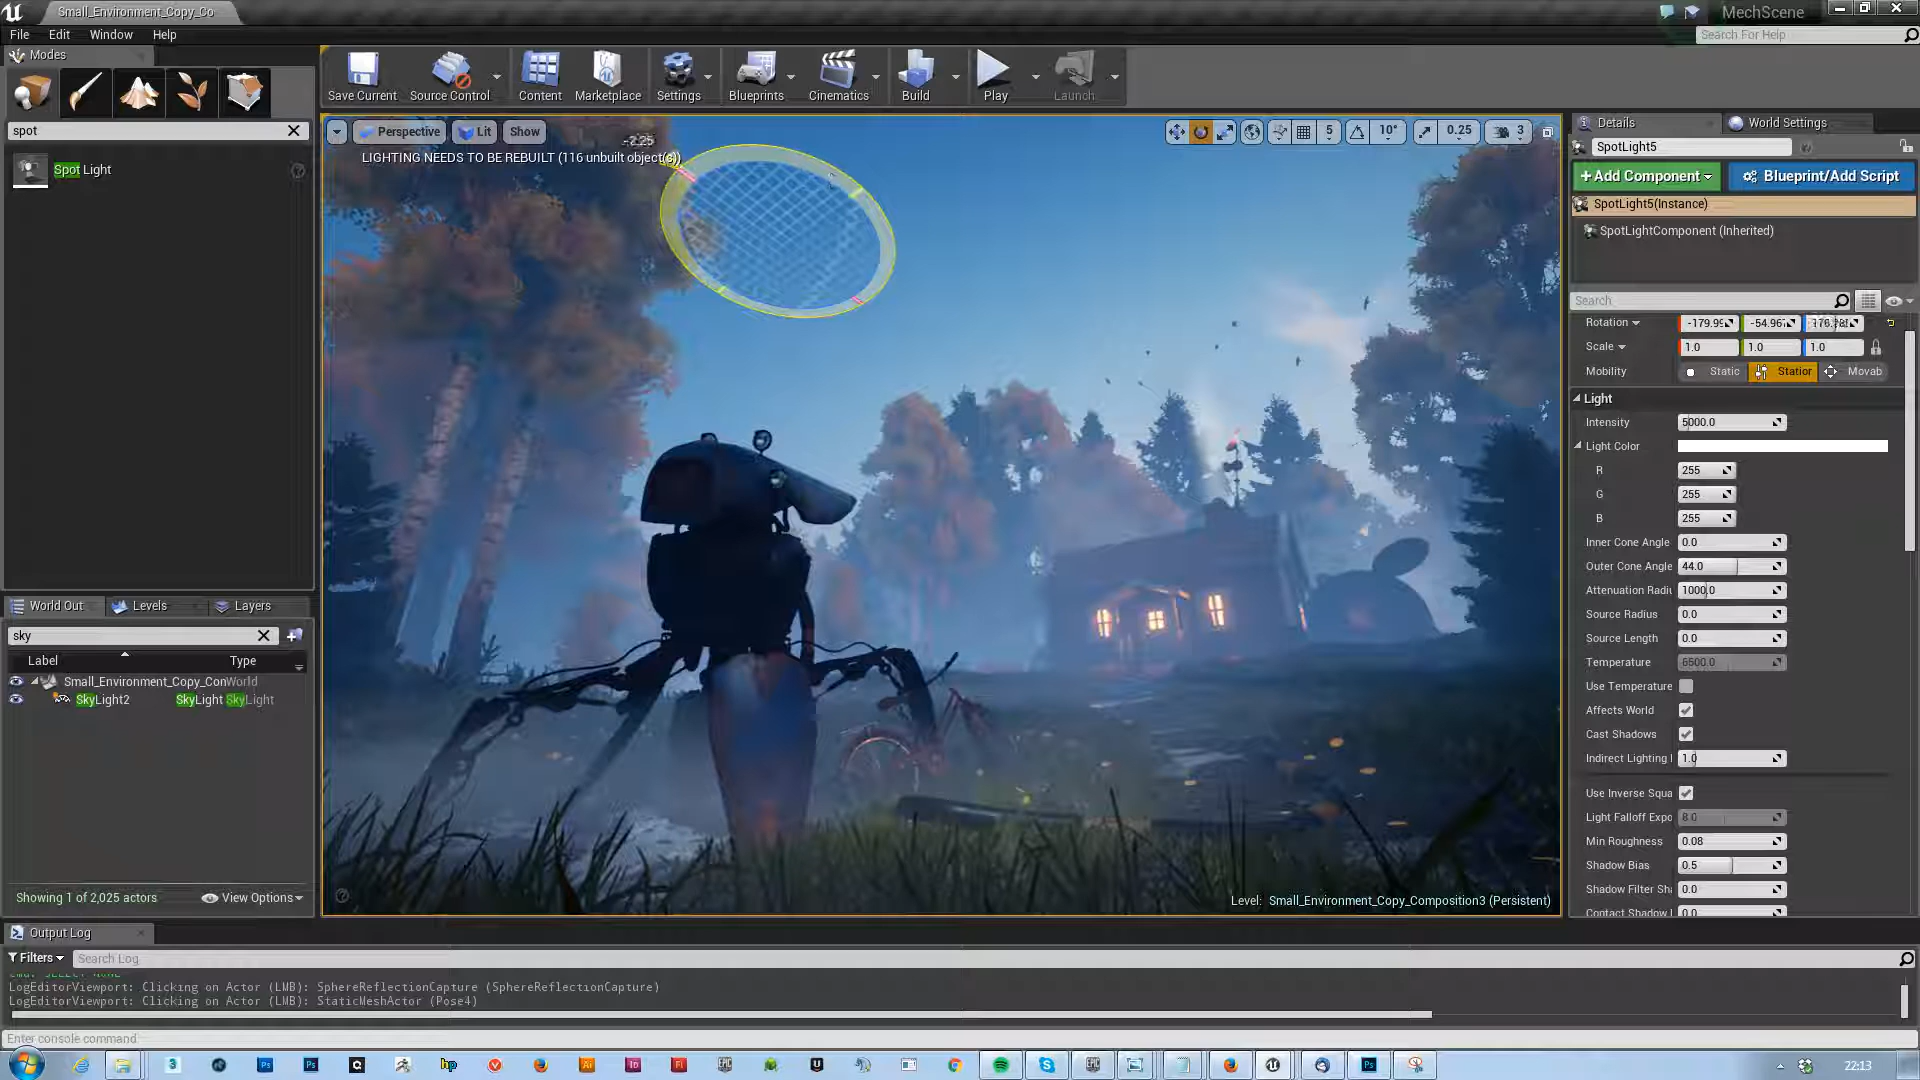 Small_Environment_Copy_Co
MechScene
File Edit Window Help
Search For Help
Modes
Save Current
Source Control
Content
Marketplace
Settings
Blueprints
Cinematics
Build
Play
Launch
spot
Spot Light
Perspective
Lit
Show
5
10°
0.25
3
-2.25
LIGHTING NEEDS TO BE REBUILT (116 unbuilt object(s))
Level: Small_Environment_Copy_Composition3 (Persistent)
Details
World Settings
SpotLight5
+Add Component
Blueprint/Add Script
SpotLight5(Instance)
SpotLightComponent (Inherited)
Search
Rotation -179.99 -54.967
Scale 1.0 1.0 1.0
Mobility Static Station Movab
Light
Intensity 5000.0
Light Color
R 255
G 255
B 255
Inner Cone Angle 0.0
Outer Cone Angle 44.0
Attenuation Radiu 1000.0
Source Radius 0.0
Source Length 0.0
Temperature 6500.0
Use Temperature
Affects World
Cast Shadows
Indirect Lighting I 1.0
Use Inverse Squa
Light Falloff Expo 8.0
Min Roughness 0.08
Shadow Bias 0.5
Shadow Filter Sha 0.0
Contact Shadow L 0.0
World Out
Levels
Layers
sky
Label Type
Small_Environment_Copy_Con World
SkyLight2 SkyLight SkyLight
Showing 1 of 2,025 actors
View Options
Output Log
Filters
Search Log
Cmd: SELECT NONE
LogEditorViewport: Clicking on Actor (LMB): SphereReflectionCapture (SphereReflectionCapture)
LogEditorViewport: Clicking on Actor (LMB): StaticMeshActor (Pose4)
Enter console command
22:13